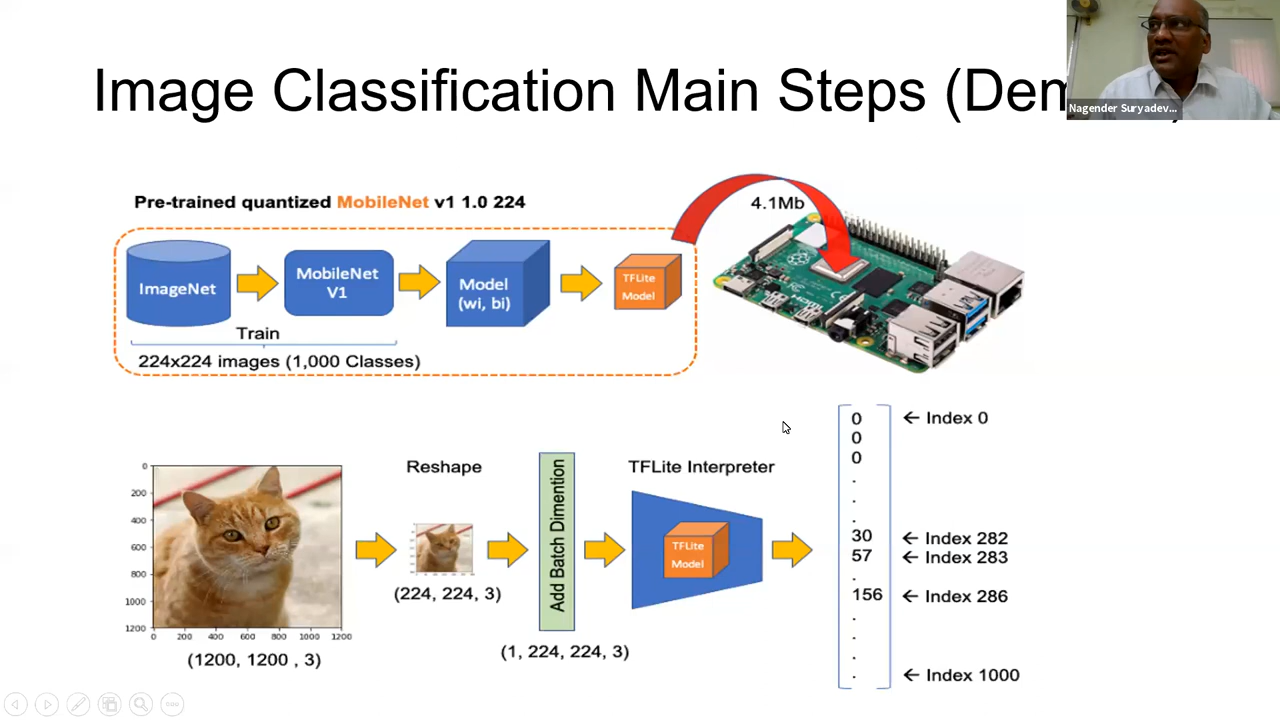 Image Classification Main Steps (Dem
Nagender Suryadev...
Pre-trained quantized MobileNet v1 1.0 224
4.1Mb
ImageNet
MobileNet
V1
Model
(wi, bi)
TFLite
Model
Train
224x224 images (1,000 Classes)
HDMI
0
200
400
600
800
1000
1200
0 200 400 600 800 1000 1200
(1200, 1200 , 3)
Reshape
(224, 224, 3)
Add Batch Dimention
(1, 224, 224, 3)
TFLite Interpreter
TFLite
Model
0 ← Index 0
0
0
.
.
.
30 ← Index 282
57 ← Index 283
.
156 ← Index 286
.
.
.
. ← Index 1000